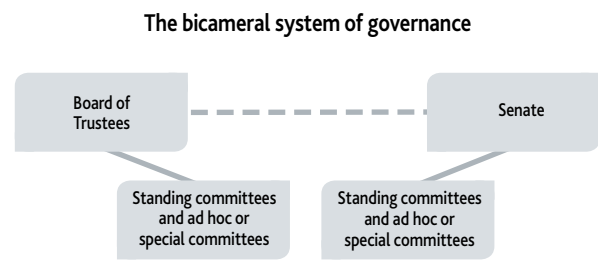 The bicameral system of governance
Board of
Trustees
Senate
Standing committees
and ad hoc or
special committees
Standing committees
and ad hoc or
special committees